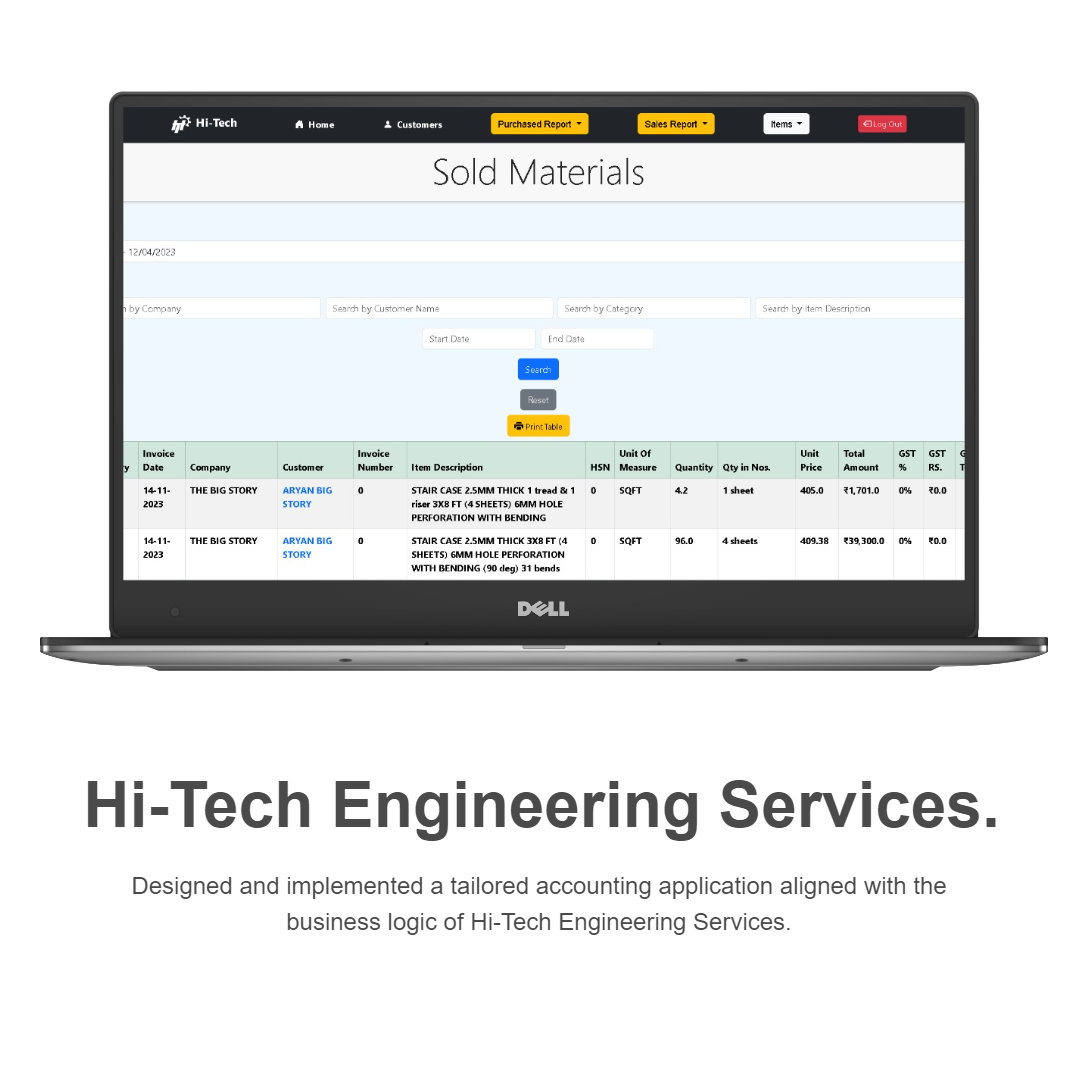 Hi-Tech Home Customers Purchased Report Sales Report Items Log Out
Sold Materials
- 12/04/2023
by Company Search by Customer Name Search by Category Search by Item Description
Start Date End Date
Search
Reset
Print Table
Invoice Invoice Unit Of Unit Total GST GST
y Date Company Customer Number Item Description HSN Measure Quantity Qty in Nos. Price Amount % RS.
14-11- THE BIG STORY ARYAN BIG 0 STAIR CASE 2.5MM THICK 1 tread & 1 0 SQFT 4.2 1 sheet 405.0 ₹1,701.0 0% ₹0.0
2023 STORY riser 3X8 FT (4 SHEETS) 6MM HOLE
PERFORATION WITH BENDING
14-11- THE BIG STORY ARYAN BIG 0 STAIR CASE 2.5MM THICK 3X8 FT (4 0 SQFT 96.0 4 sheets 409.38 ₹39,300.0 0% ₹0.0
2023 STORY SHEETS) 6MM HOLE PERFORATION
WITH BENDING (90 deg) 31 bends
DELL
Hi-Tech Engineering Services.
Designed and implemented a tailored accounting application aligned with the
business logic of Hi-Tech Engineering Services.